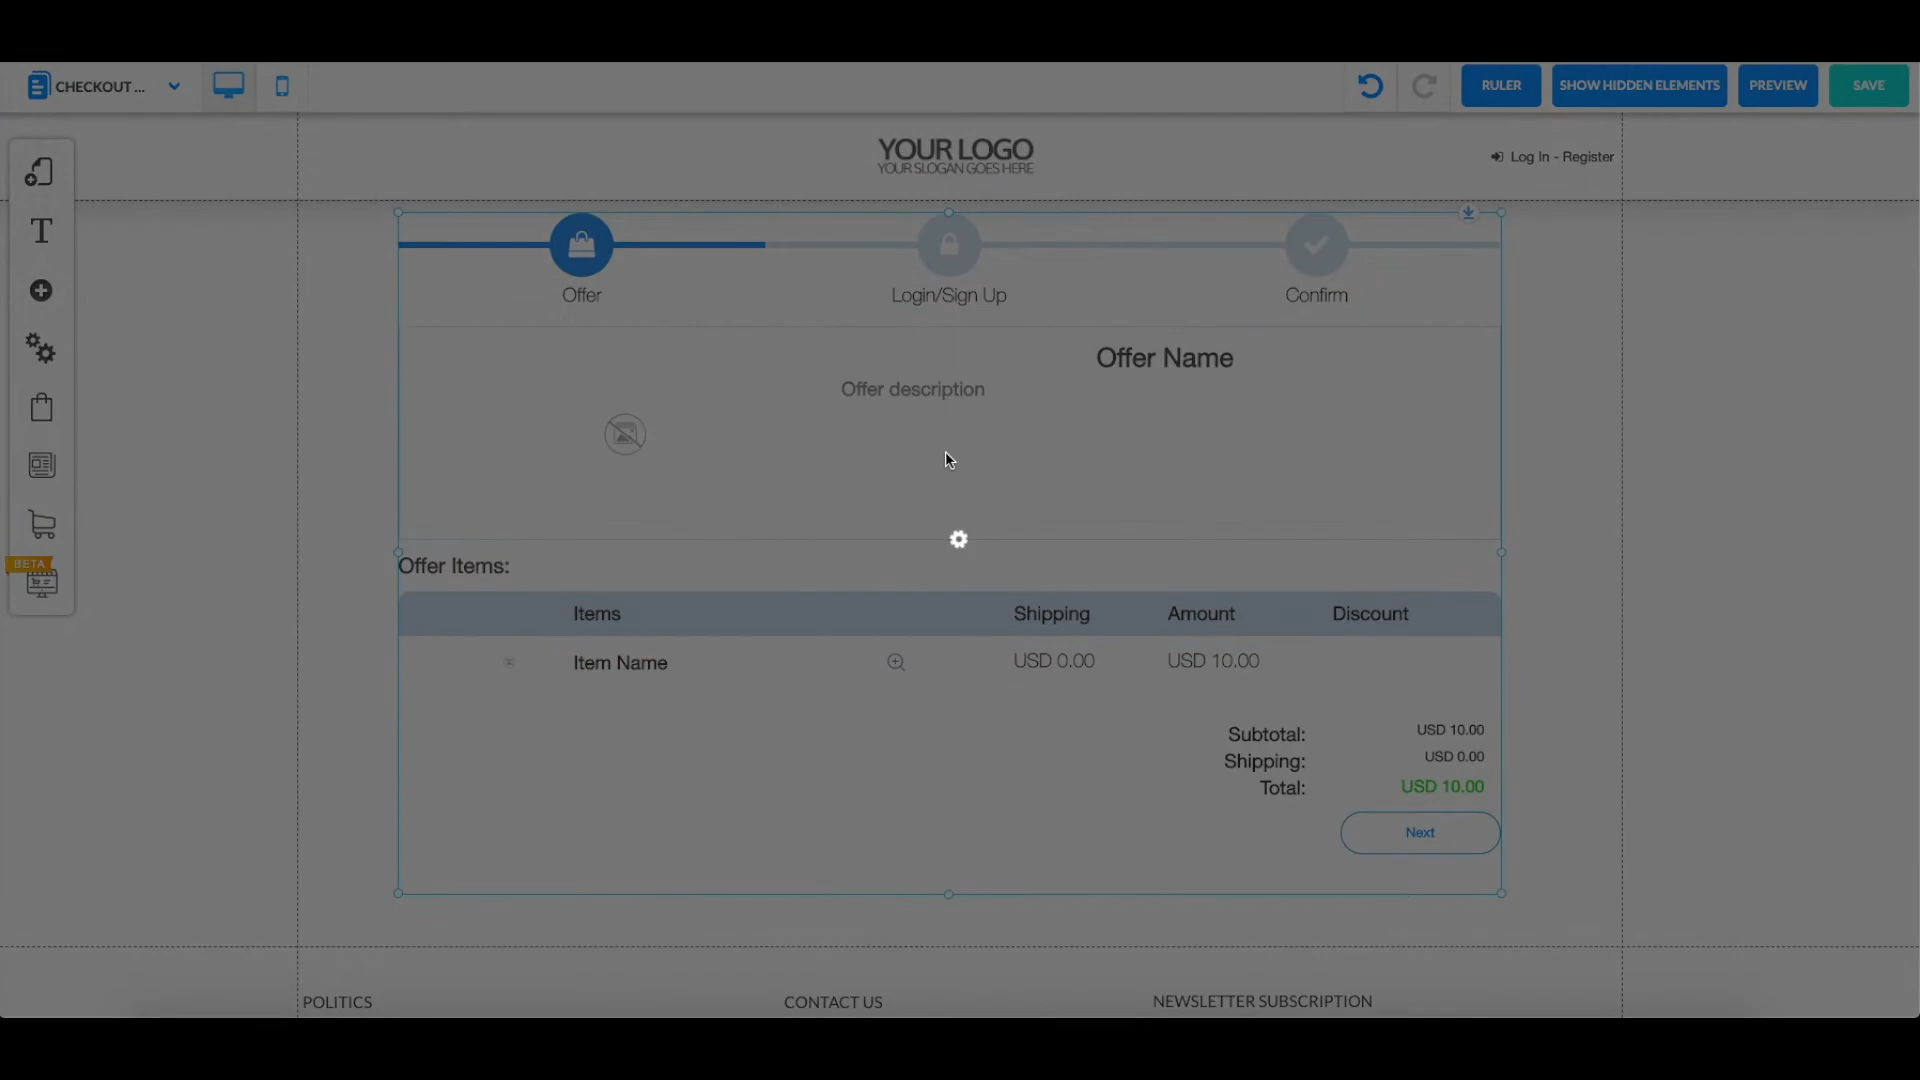 CHECKOUT ...
RULER
SHOW HIDDEN ELEMENTS
PREVIEW
SAVE
YOUR LOGO
YOUR SLOGAN GOES HERE
Log In - Register
T
Offer
Login/Sign Up
Confirm
Offer Name
Offer description
BETA
Offer Items:
Items Shipping Amount Discount
Item Name USD 0.00 USD 10.00
Subtotal: USD 10.00
Shipping: USD 0.00
Total: USD 10.00
Next
POLITICS
CONTACT US
NEWSLETTER SUBSCRIPTION